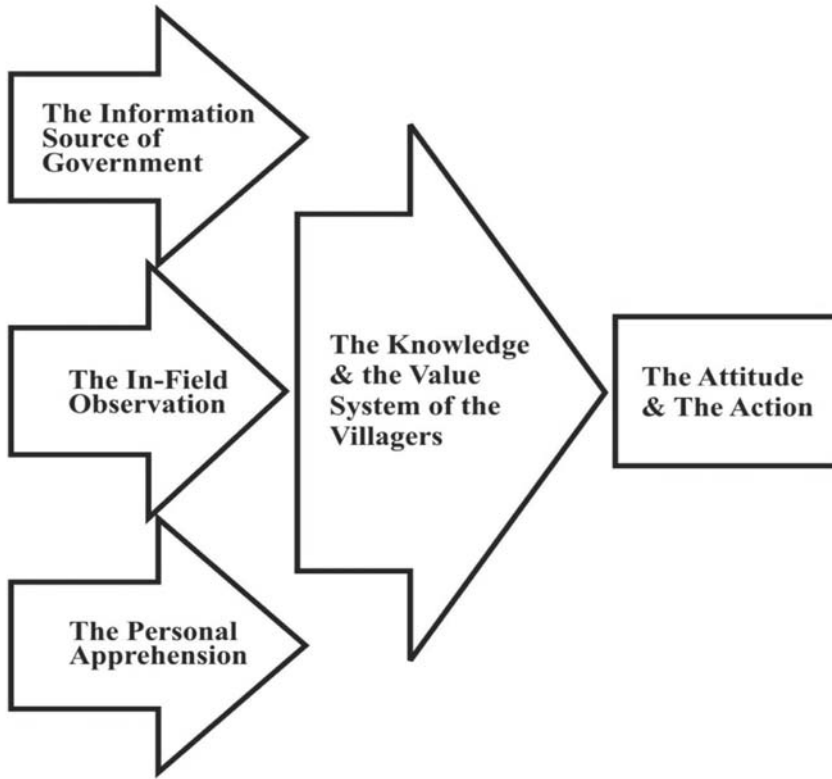 The Information
Source of
Government
The In-Field
Observation
The Personal
Apprehension
The Knowledge
& the Value
System of the
Villagers
The Attitude
& The Action